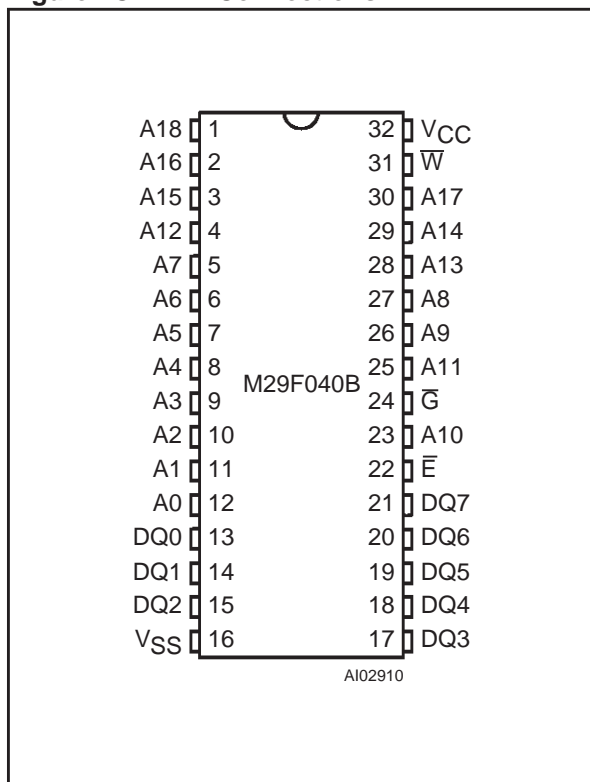 A18 1 32 VCC
A16 2 31 W̅
A15 3 30 A17
A12 4 29 A14
A7 5 28 A13
A6 6 27 A8
A5 7 26 A9
A4 8 25 A11
M29F040B
A3 9 24 G̅
A2 10 23 A10
A1 11 22 E̅
A0 12 21 DQ7
DQ0 13 20 DQ6
DQ1 14 19 DQ5
DQ2 15 18 DQ4
VSS 16 17 DQ3
AI02910